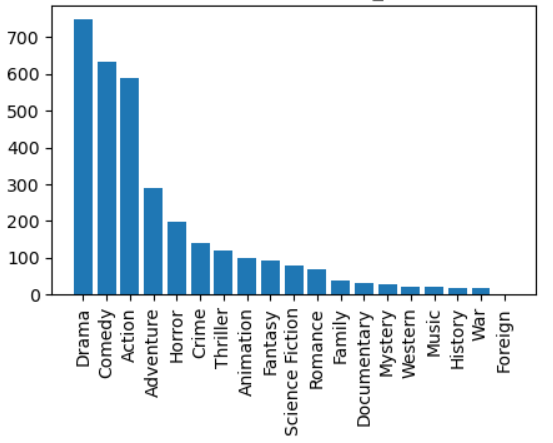 700
600
500
400
300
200
100
0
Drama
Comedy
Action
Adventure
Horror
Crime
Thriller
Animation
Fantasy
Science Fiction
Romance
Family
Documentary
Mystery
Western
Music
History
War
Foreign